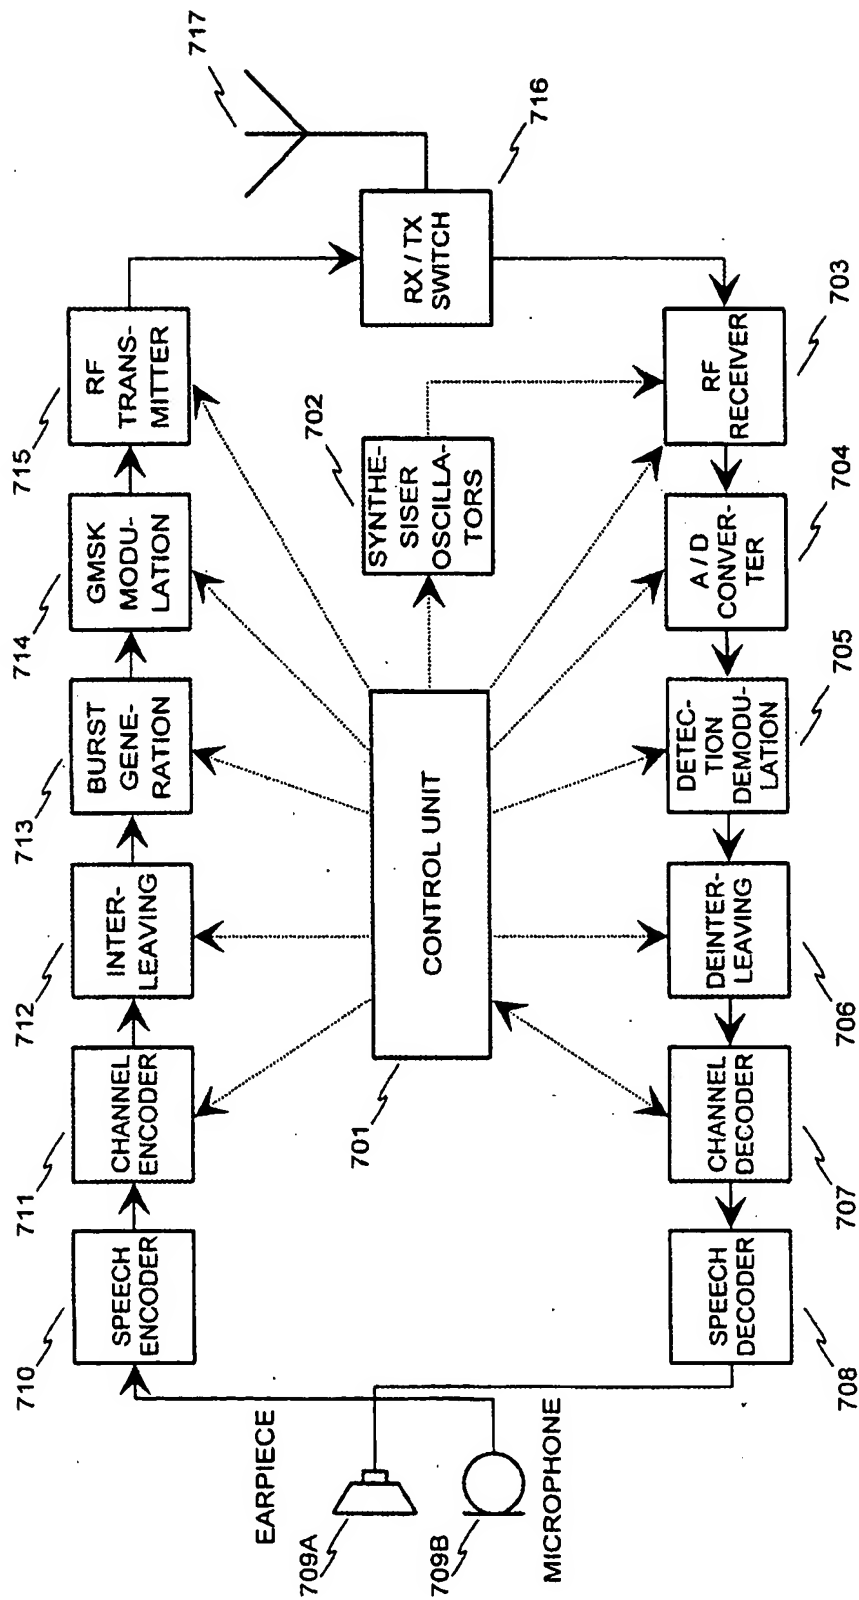 717
716
RX / TX
SWITCH
715
RF
TRANS-
MITTER
714
GMSK
MODU-
LATION
713
BURST
GENE-
RATION
712
INTER-
LEAVING
711
CHANNEL
ENCODER
710
SPEECH
ENCODER
702
SYNTHE-
SISER
OSCILLA-
TORS
CONTROL UNIT
701
EARPIECE
709A
709B
MICROPHONE
703
RF
RECEIVER
704
A / D
CONVER-
TER
705
DETEC-
TION
DEMODU-
LATION
706
DEINTER-
LEAVING
707
CHANNEL
DECODER
708
SPEECH
DECODER